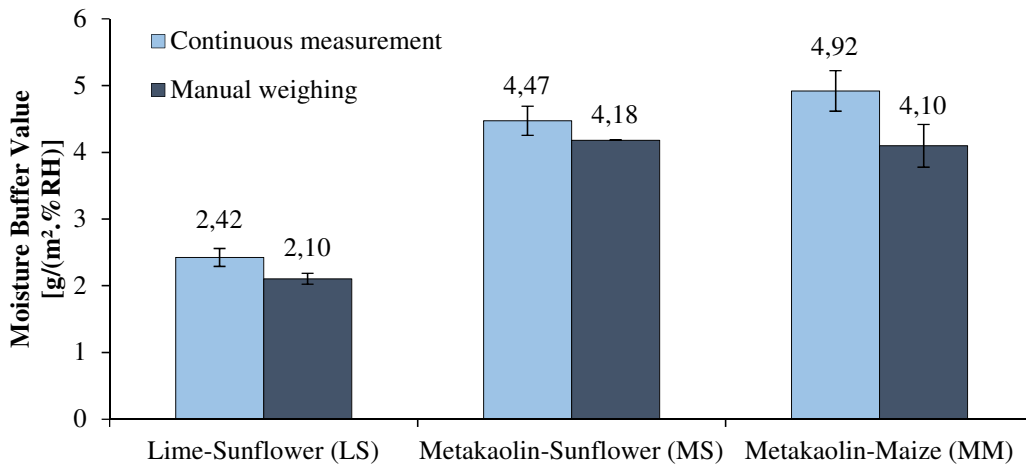 6
5
4
3
2
1
0
Moisture Buffer Value
[g/(m².%RH)]
Continuous measurement
Manual weighing
2,42
2,10
4,47
4,18
4,92
4,10
Lime-Sunflower (LS)
Metakaolin-Sunflower (MS)
Metakaolin-Maize (MM)